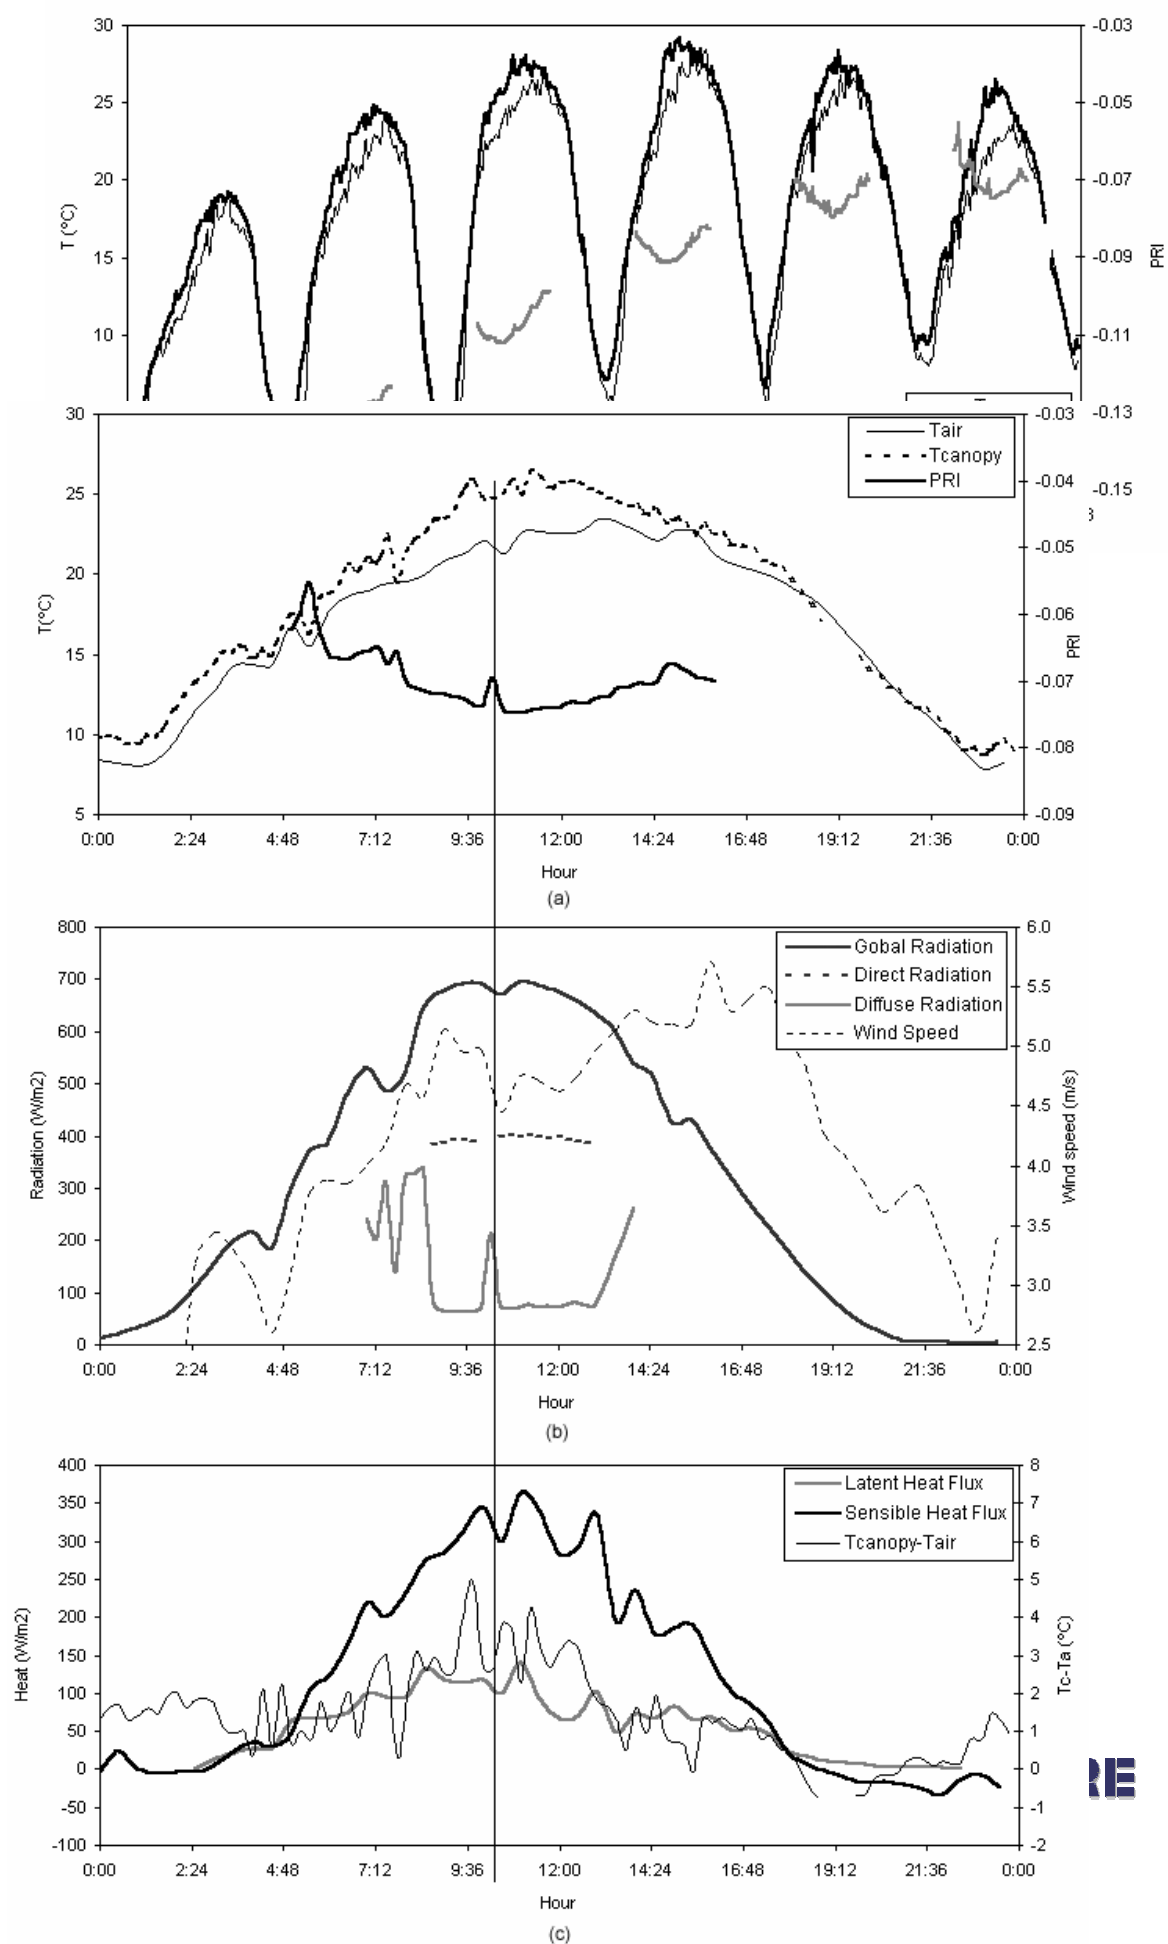 30 -0.03
25 -0.05
20 -0.07
T (°C)
15 -0.09
PRI
10 -0.11
-0.13
-0.15
30 -0.03
Tair
Tcanopy
PRI
25 -0.04
-0.05
20
T(°C)
-0.06
15
PRI
-0.07
10
-0.08
5 -0.09
0:00 2:24 4:48 7:12 9:36 12:00 14:24 16:48 19:12 21:36 0:00
Hour
(a)
800 6.0
Gobal Radiation
Direct Radiation
Diffuse Radiation
Wind Speed
700 5.5
600 5.0
500 4.5
400
Radiation (W/m2)
Wind speed (m/s)
4.0
300
200 3.5
100 3.0
0 2.5
0:00 2:24 4:48 7:12 9:36 12:00 14:24 16:48 19:12 21:36 0:00
Hour
(b)
400 8
Latent Heat Flux
Sensible Heat Flux
Tcanopy-Tair
350 7
300 6
250 5
200 4
150 3
Heat (W/m2)
Tc-Ta (°C)
100 2
50 1
0 0
RE
-50 -1
-100 -2
0:00 2:24 4:48 7:12 9:36 12:00 14:24 16:48 19:12 21:36 0:00
Hour
(c)